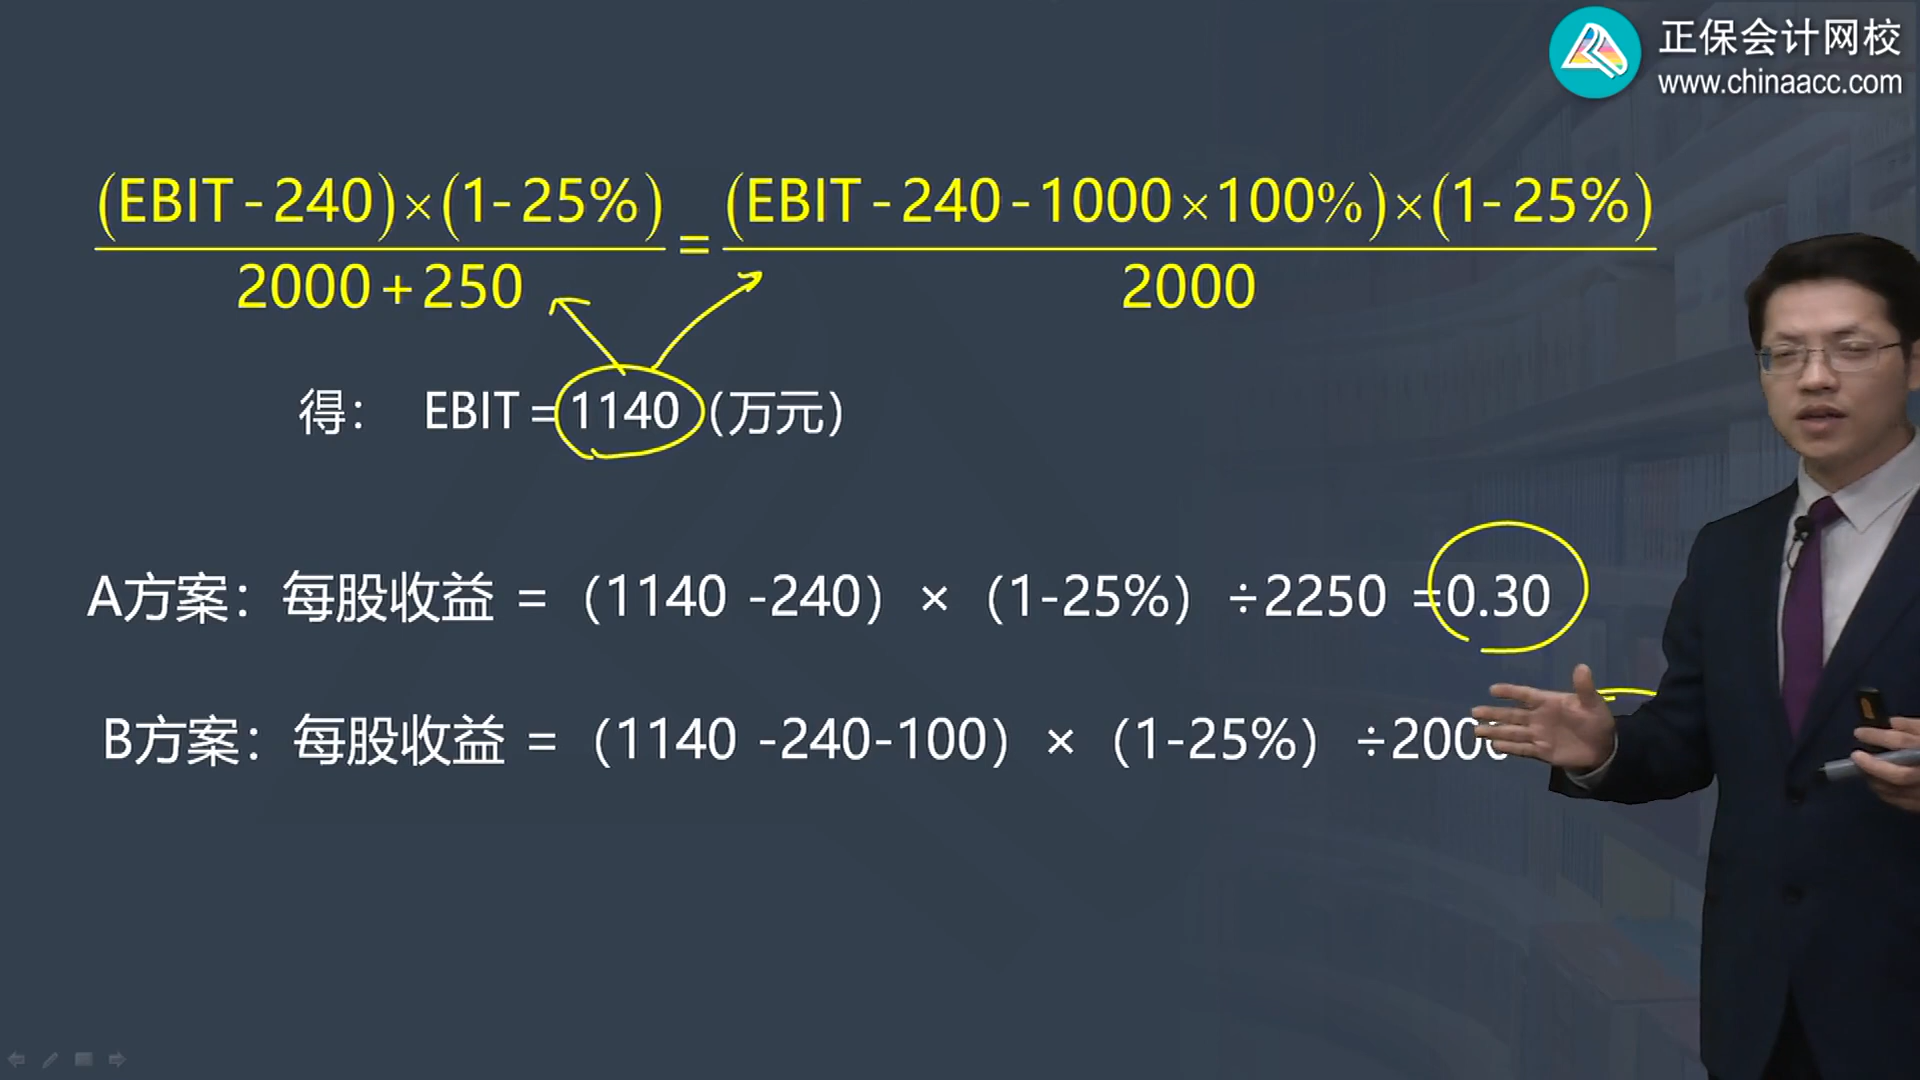 正保会计网校
www.chinaacc.com
(EBIT-240)×(1-25%) = (EBIT-240-1000×100%)×(1-25%)
2000+250 2000
得： EBIT=1140(万元)
A方案：每股收益 =（1140 -240）×（1-25%）÷2250 =0.30
B方案：每股收益 =（1140 -240-100）×（1-25%）÷2000